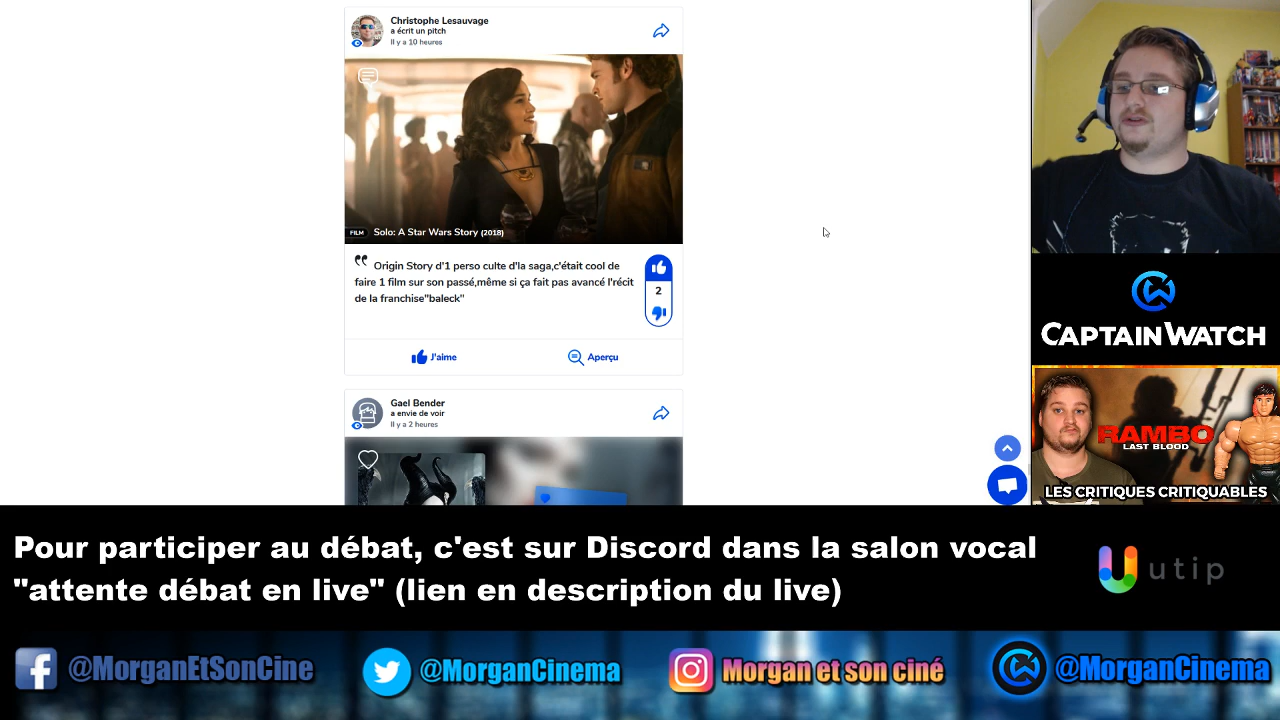 Christophe Lesauvage
a écrit un pitch
Il y a 10 heures
FILM Solo: A Star Wars Story (2018)
Origin Story d'1 perso culte d'la saga,c'était cool de
faire 1 film sur son passé,même si ça fait pas avancé l'récit
de la franchise"baleck"
2
J'aime
Aperçu
Gael Bender
a envie de voir
Il y a 2 heures
CAPTAINWATCH
RAMBO
LAST BLOOD
LES CRITIQUES CRITIQUABLES
Pour participer au débat, c'est sur Discord dans la salon vocal
"attente débat en live" (lien en description du live)
utip
@MorganEtSonCine
@MorganCinema
Morgan et son ciné
@MorganCinema